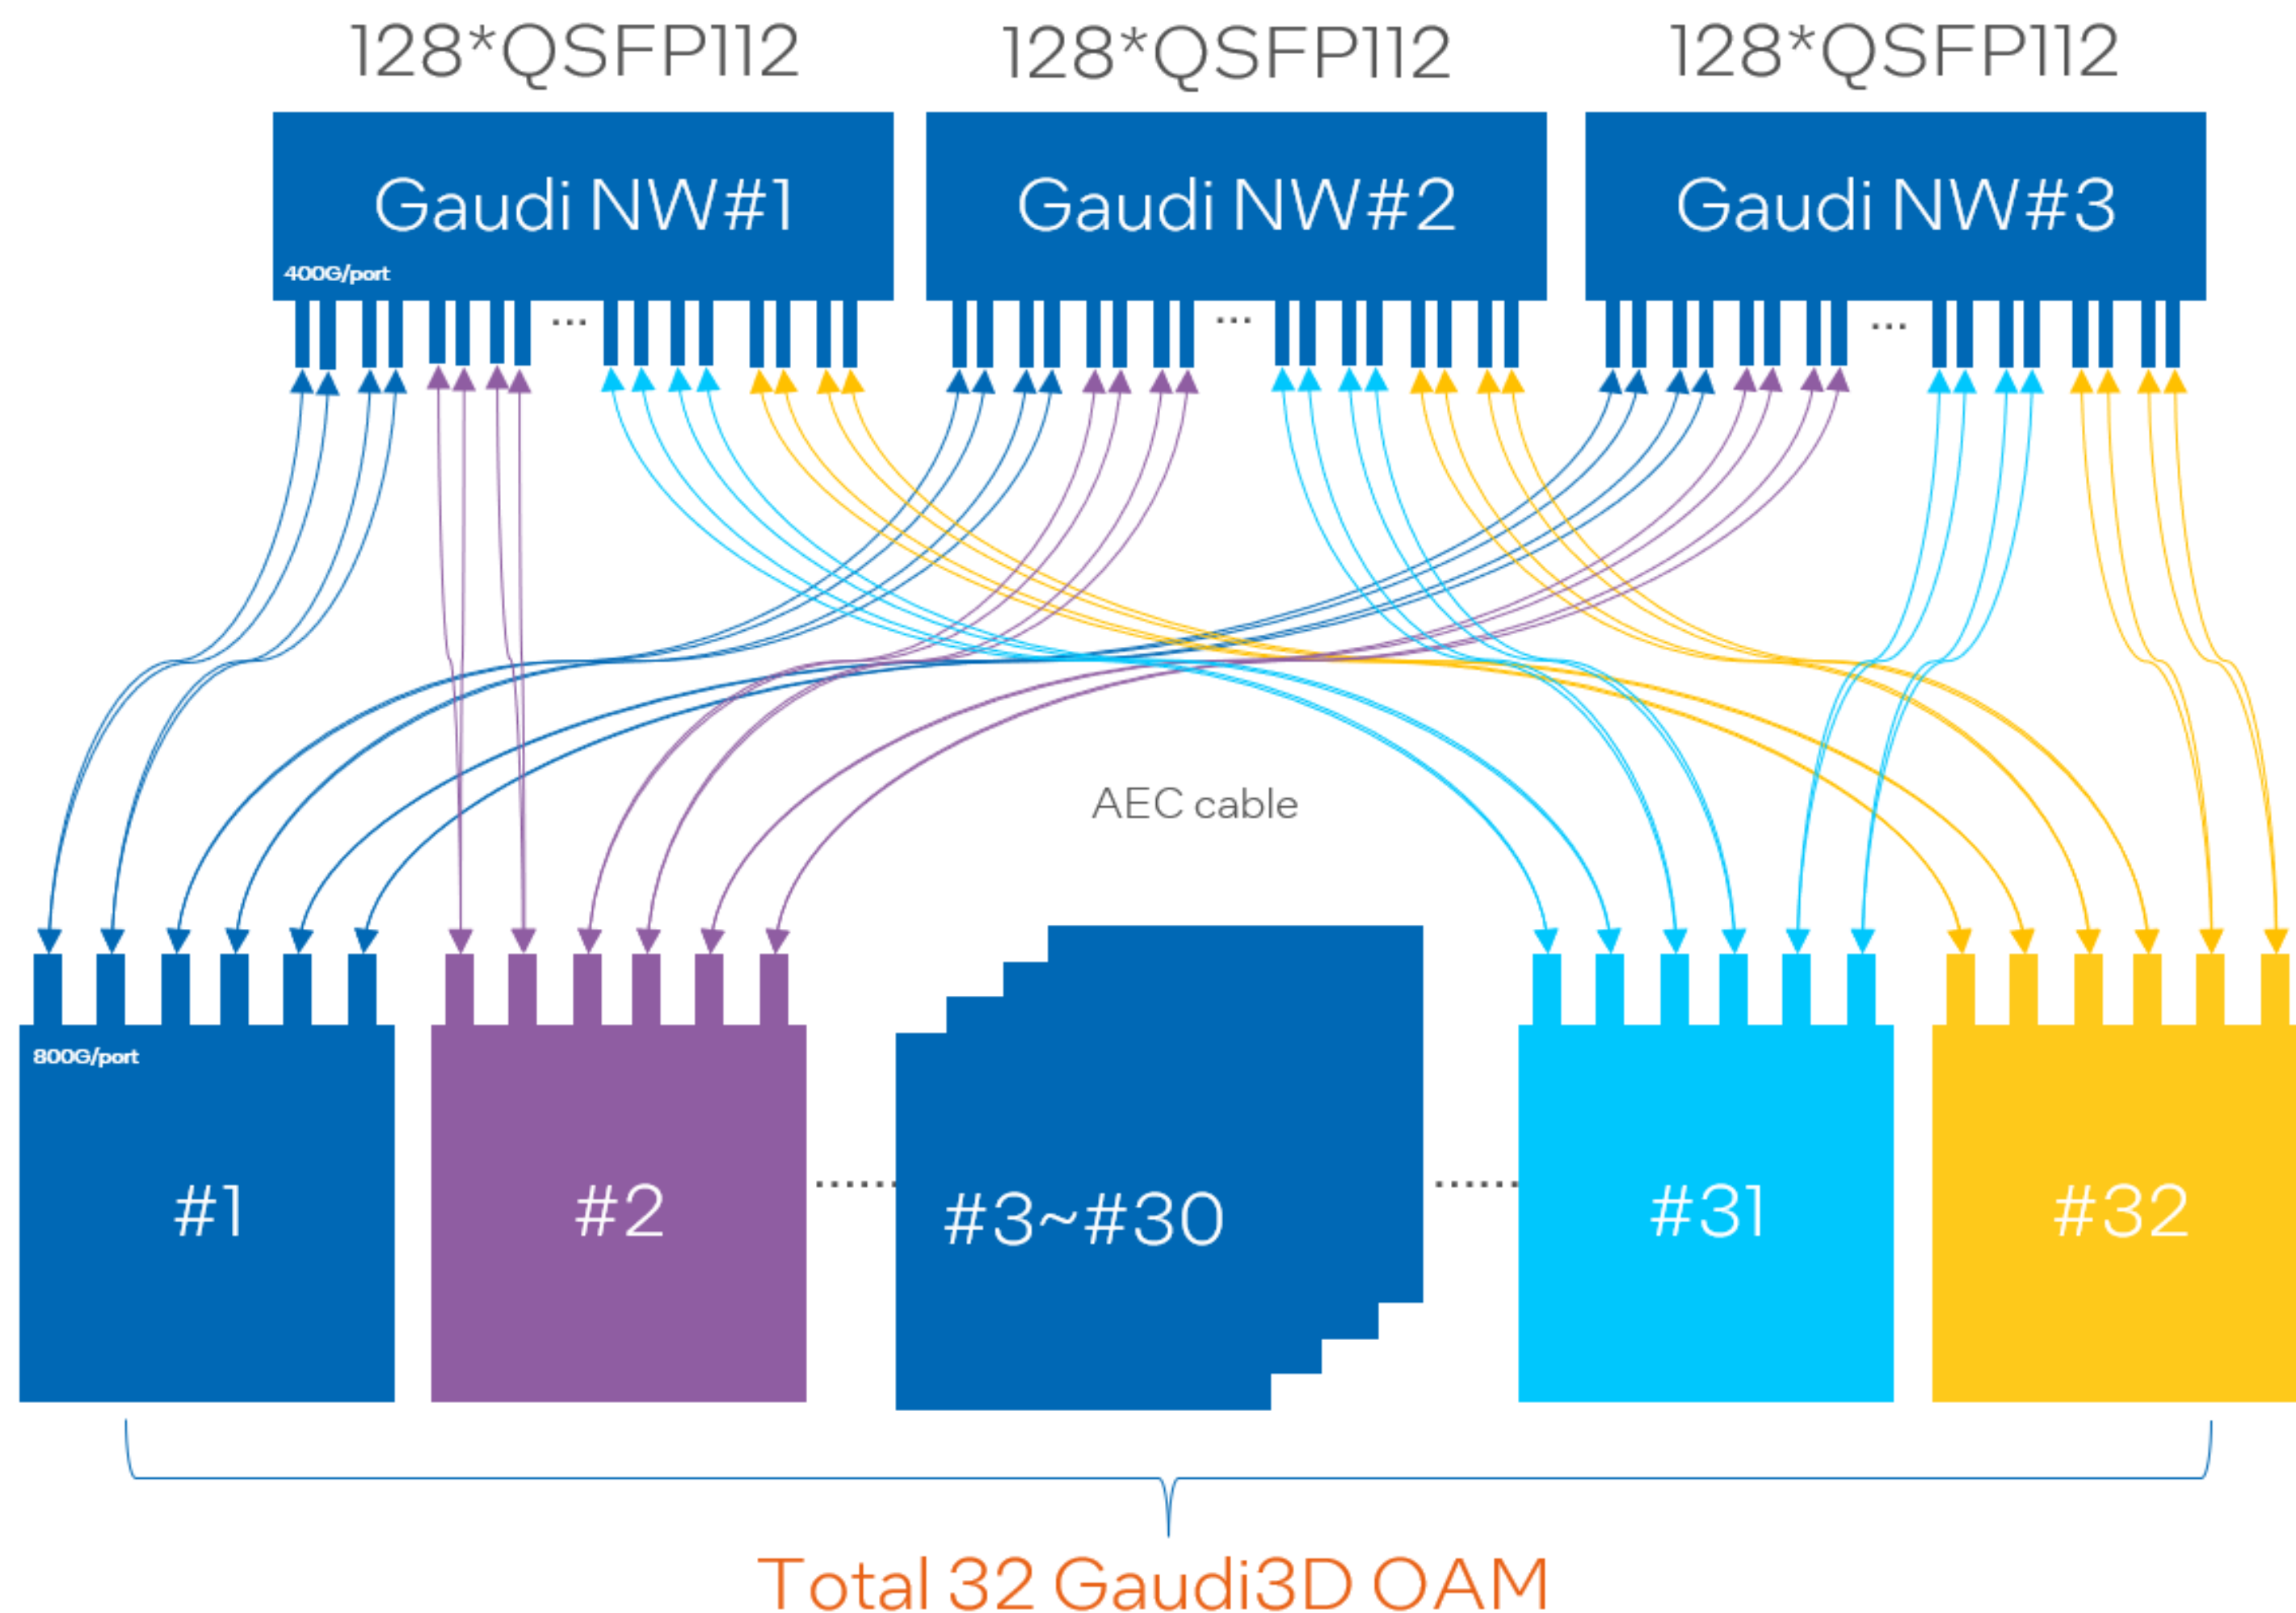 128*QSFP112
128*QSFP112
128*QSFP112
Gaudi NW#1
Gaudi NW#2
Gaudi NW#3
400G/port
...
...
...
AEC cable
800G/port
#1
#2
......
#3~#30
......
#31
#32
Total 32 Gaudi3D OAM